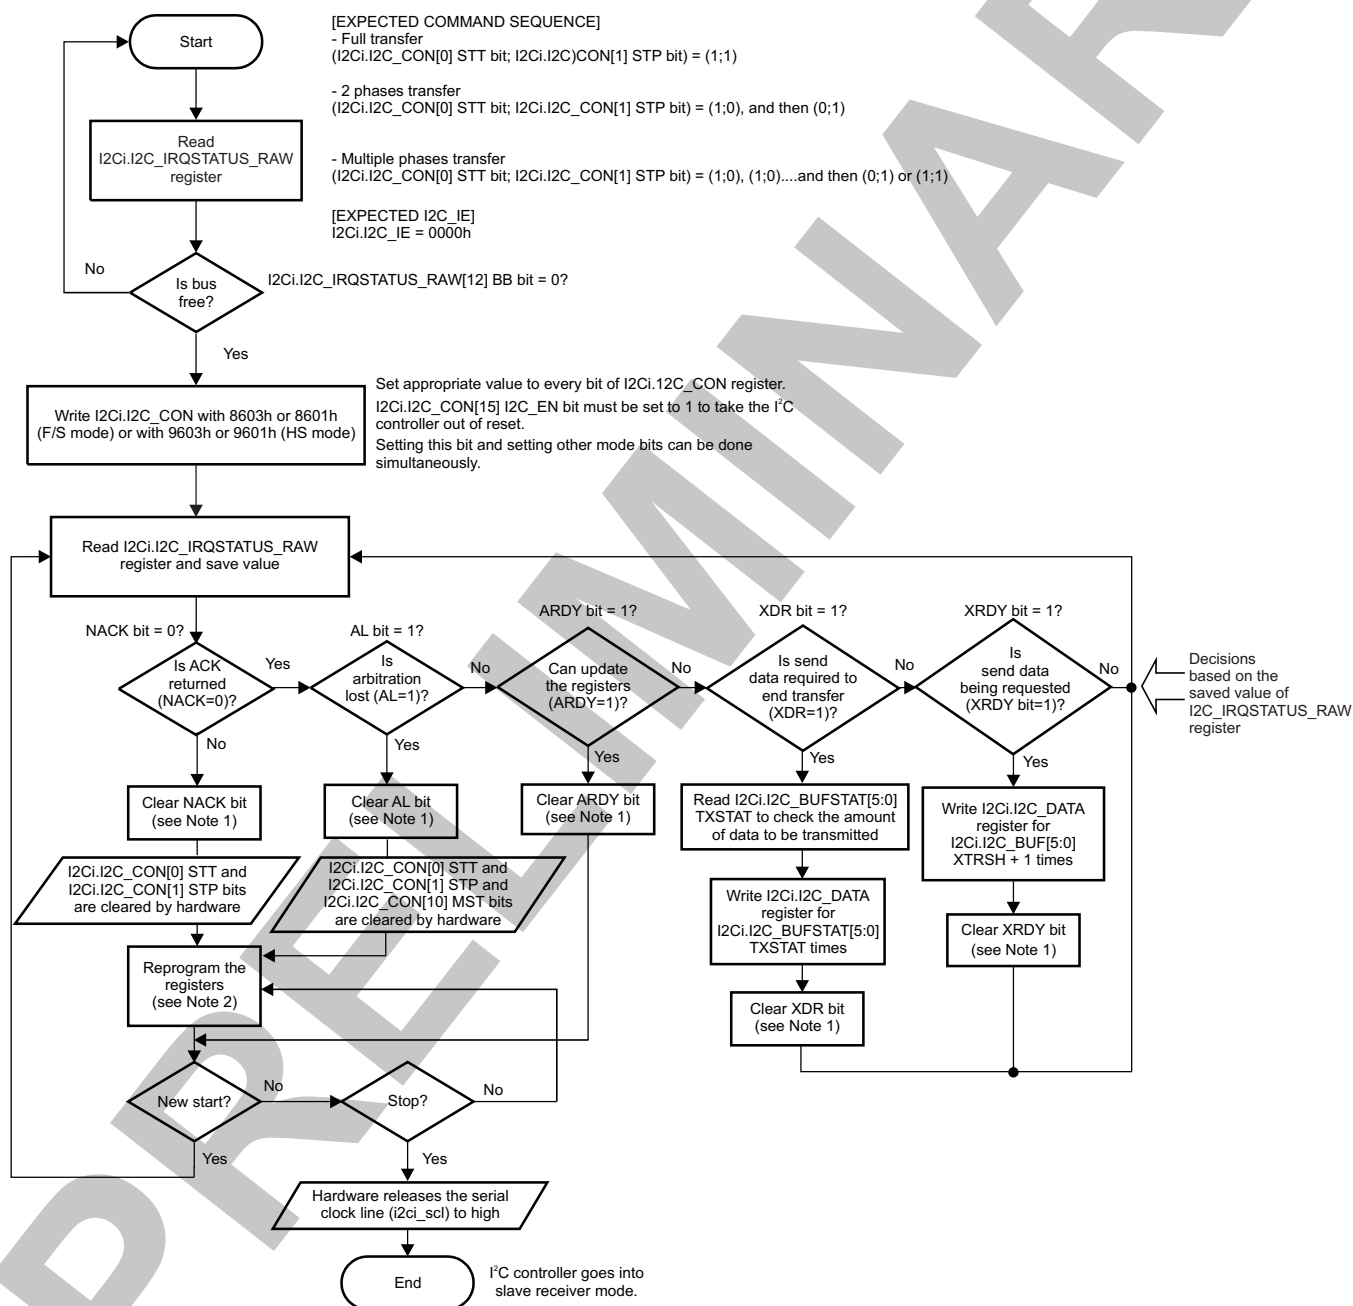 Start
[EXPECTED COMMAND SEQUENCE]
- Full transfer
(I2Ci.I2C_CON[0] STT bit; I2Ci.I2C)CON[1] STP bit) = (1;1)
- 2 phases transfer
(I2Ci.I2C_CON[0] STT bit; I2Ci.I2C_CON[1] STP bit) = (1;0), and then (0;1)
Read
I2Ci.I2C_IRQSTATUS_RAW
register
- Multiple phases transfer
(I2Ci.I2C_CON[0] STT bit; I2Ci.I2C_CON[1] STP bit) = (1;0), (1;0)....and then (0;1) or (1;1)
[EXPECTED I2C_IE]
I2Ci.I2C_IE = 0000h
No
Is bus
free?
I2Ci.I2C_IRQSTATUS_RAW[12] BB bit = 0?
Yes
Write I2Ci.I2C_CON with 8603h or 8601h
(F/S mode) or with 9603h or 9601h (HS mode)
Set appropriate value to every bit of I2Ci.12C_CON register.
I2Ci.I2C_CON[15] I2C_EN bit must be set to 1 to take the I²C
controller out of reset.
Setting this bit and setting other mode bits can be done
simultaneously.
Read I2Ci.I2C_IRQSTATUS_RAW
register and save value
NACK bit = 0?
Is ACK
returned
(NACK=0)?
Yes
No
AL bit = 1?
Is
arbitration
lost (AL=1)?
No
Yes
ARDY bit = 1?
Can update
the registers
(ARDY=1)?
No
Yes
XDR bit = 1?
Is send
data required to
end transfer
(XDR=1)?
No
Yes
XRDY bit = 1?
Is
send data
being requested
(XRDY bit=1)?
No
Yes
Decisions
based on the
saved value of
I2C_IRQSTATUS_RAW
register
Clear NACK bit
(see Note 1)
Clear AL bit
(see Note 1)
Clear ARDY bit
(see Note 1)
Read I2Ci.I2C_BUFSTAT[5:0]
TXSTAT to check the amount
of data to be transmitted
Write I2Ci.I2C_DATA
register for
I2Ci.I2C_BUF[5:0]
XTRSH + 1 times
I2Ci.I2C_CON[0] STT and
I2Ci.I2C_CON[1] STP bits
are cleared by hardware
I2Ci.I2C_CON[0] STT and
I2Ci.I2C_CON[1] STP and
I2Ci.I2C_CON[10] MST bits
are cleared by hardware
Write I2Ci.I2C_DATA
register for
I2Ci.I2C_BUFSTAT[5:0]
TXSTAT times
Clear XRDY bit
(see Note 1)
Reprogram the
registers
(see Note 2)
Clear XDR bit
(see Note 1)
New start?
No
Yes
Stop?
No
Yes
Hardware releases the serial
clock line (i2ci_scl) to high
End
I²C controller goes into
slave receiver mode.
PRELIMINAR